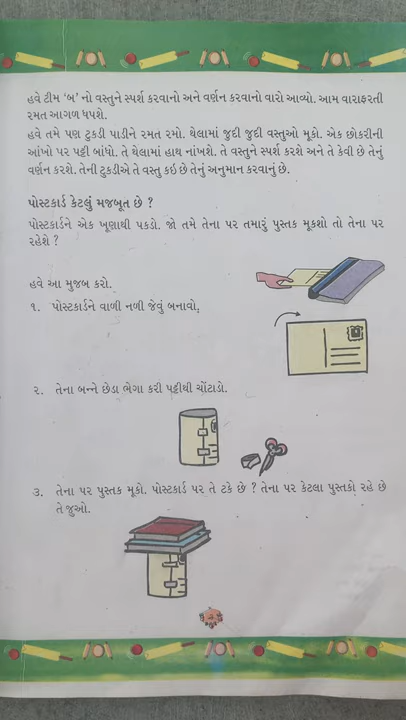 હવે ટીમ ‘બ’ નો વસ્તુને સ્પર્શ કરવાનો અને વર્ણન કરવાનો વારો આવ્યો. આમ વારાફરતી
રમત આગળ ધપશે.
હવે તમે પણ ટુકડી પાડીને રમત રમો. થેલામાં જુદી જુદી વસ્તુઓ મૂકો. એક છોકરીની
આંખો પર પટ્ટી બાંધો. તે થેલામાં હાથ નાંખશે. તે વસ્તુને સ્પર્શ કરશે અને તે કેવી છે તેનું
વર્ણન કરશે. તેની ટુકડીએ તે વસ્તુ કઇ છે તેનું અનુમાન કરવાનું છે.
પોસ્ટકાર્ડ કેટલું મજબૂત છે ?
પોસ્ટકાર્ડને એક ખૂણાથી પકડો. જો તમે તેના પર તમારું પુસ્તક મૂકશો તો તેના પર
રહેશે ?
હવે આ મુજબ કરો.
૧. પોસ્ટકાર્ડને વાળી નળી જેવું બનાવો.
૨. તેના બન્ને છેડા ભેગા કરી પટ્ટીથી ચોંટાડો.
૩. તેના પર પુસ્તક મૂકો. પોસ્ટકાર્ડ પર તે ટકે છે ? તેના પર કેટલા પુસ્તકો રહે છે
તે જુઓ.